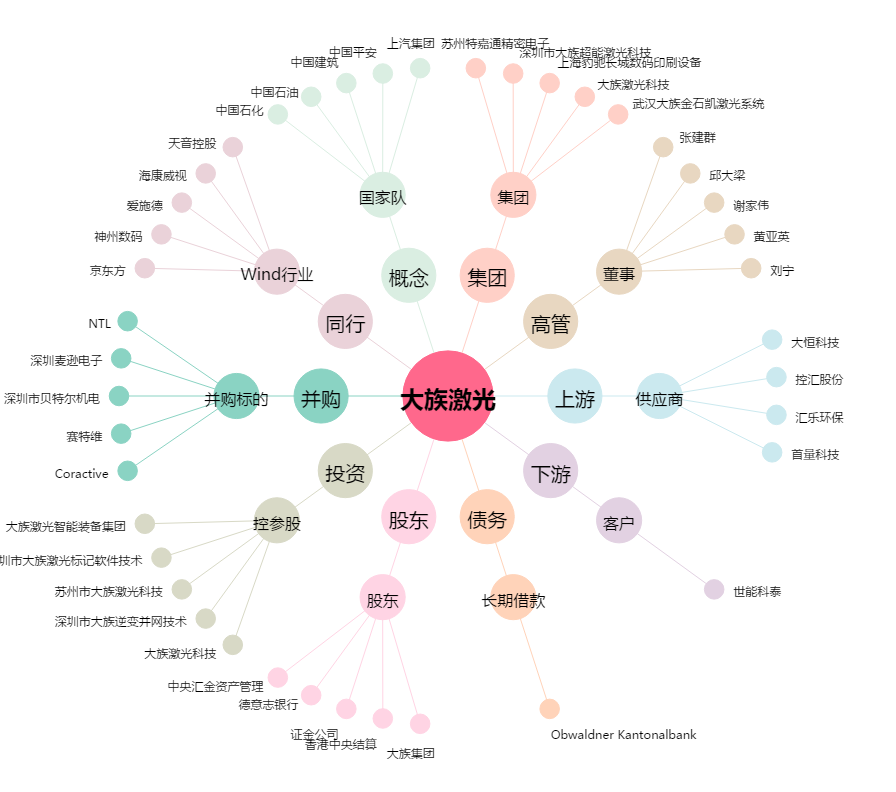 上汽集团
苏州特嘉通精密电子
中国平安
深圳市大族超能激光科技
中国建筑
上海豹驰长城数码印刷设备
中国石油
大族激光科技
中国石化
武汉大族金石凯激光系统
天音控股
张建群
海康威视
邱大梁
国家队
集团
爱施德
谢家伟
神州数码
黄亚英
京东方
Wind行业
概念
集团
董事
刘宁
NTL
同行
高管
大恒科技
深圳麦逊电子
控汇股份
深圳市贝特尔机电
并购标的
并购
大族激光
上游
供应商
汇乐环保
赛特维
首量科技
Coractive
投资
下游
大族激光智能装备集团
控参股
股东
债务
客户
圳市大族激光标记软件技术
苏州市大族激光科技
股东
长期借款
世能科泰
深圳市大族逆变并网技术
大族激光科技
中央汇金资产管理
德意志银行
证金公司
香港中央结算
大族集团
Obwaldner Kantonalbank